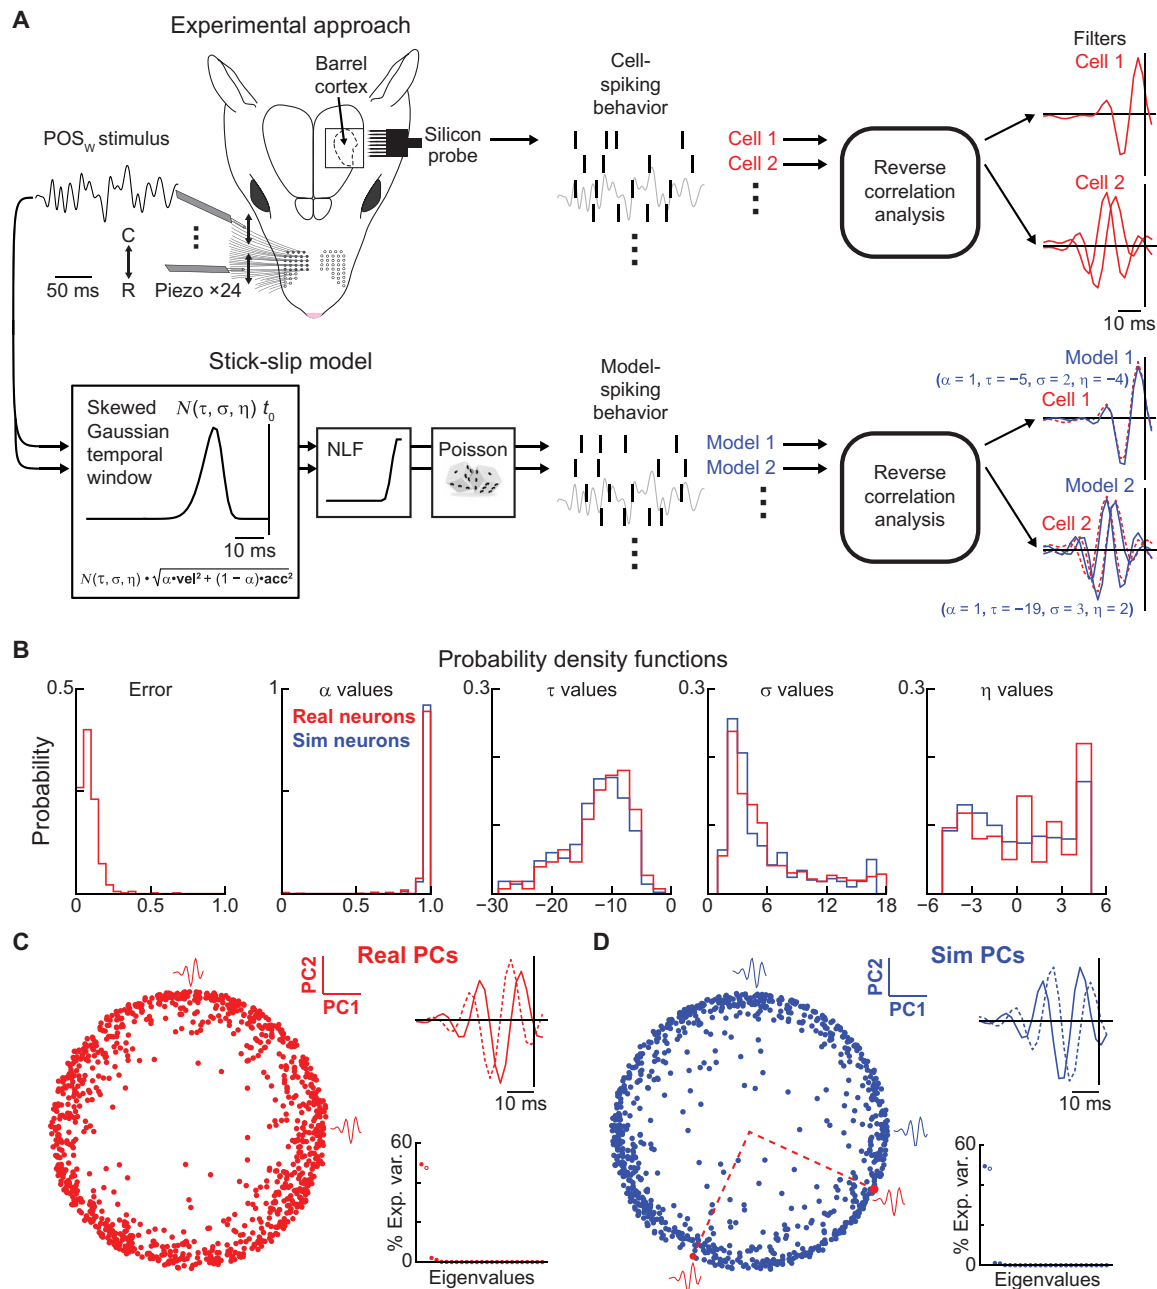 A
Experimental approach
Barrel
cortex
POSW stimulus
Silicon
probe
C
R
50 ms
Piezo ×24
Cell-
spiking
behavior
Cell 1
Cell 2
Reverse
correlation
analysis
Filters
Cell 1
Cell 2
10 ms
Stick-slip model
Skewed
Gaussian
temporal
window
N(τ, σ, η) t0
10 ms
N(τ, σ, η) • √α•vel² + (1 − α)•acc²
NLF
Poisson
Model-
spiking
behavior
Model 1
Model 2
Reverse
correlation
analysis
Model 1
(α = 1, τ = −5, σ = 2, η = −4)
Cell 1
Model 2
Cell 2
(α = 1, τ = −19, σ = 3, η = 2)
B
Probability density functions
Probability
Error
0.5
0 0.5 1.0
α values
1
Real neurons
Sim neurons
0 0.5 1.0
τ values
0.3
−30 −20 −10 0
σ values
0.3
0 6 12 18
η values
0.3
−6 −3 0 3 6
C
Real PCs
PC2
PC1
10 ms
60
% Exp. var.
0
Eigenvalues
D
Sim PCs
PC2
PC1
10 ms
60
% Exp. var.
0
Eigenvalues